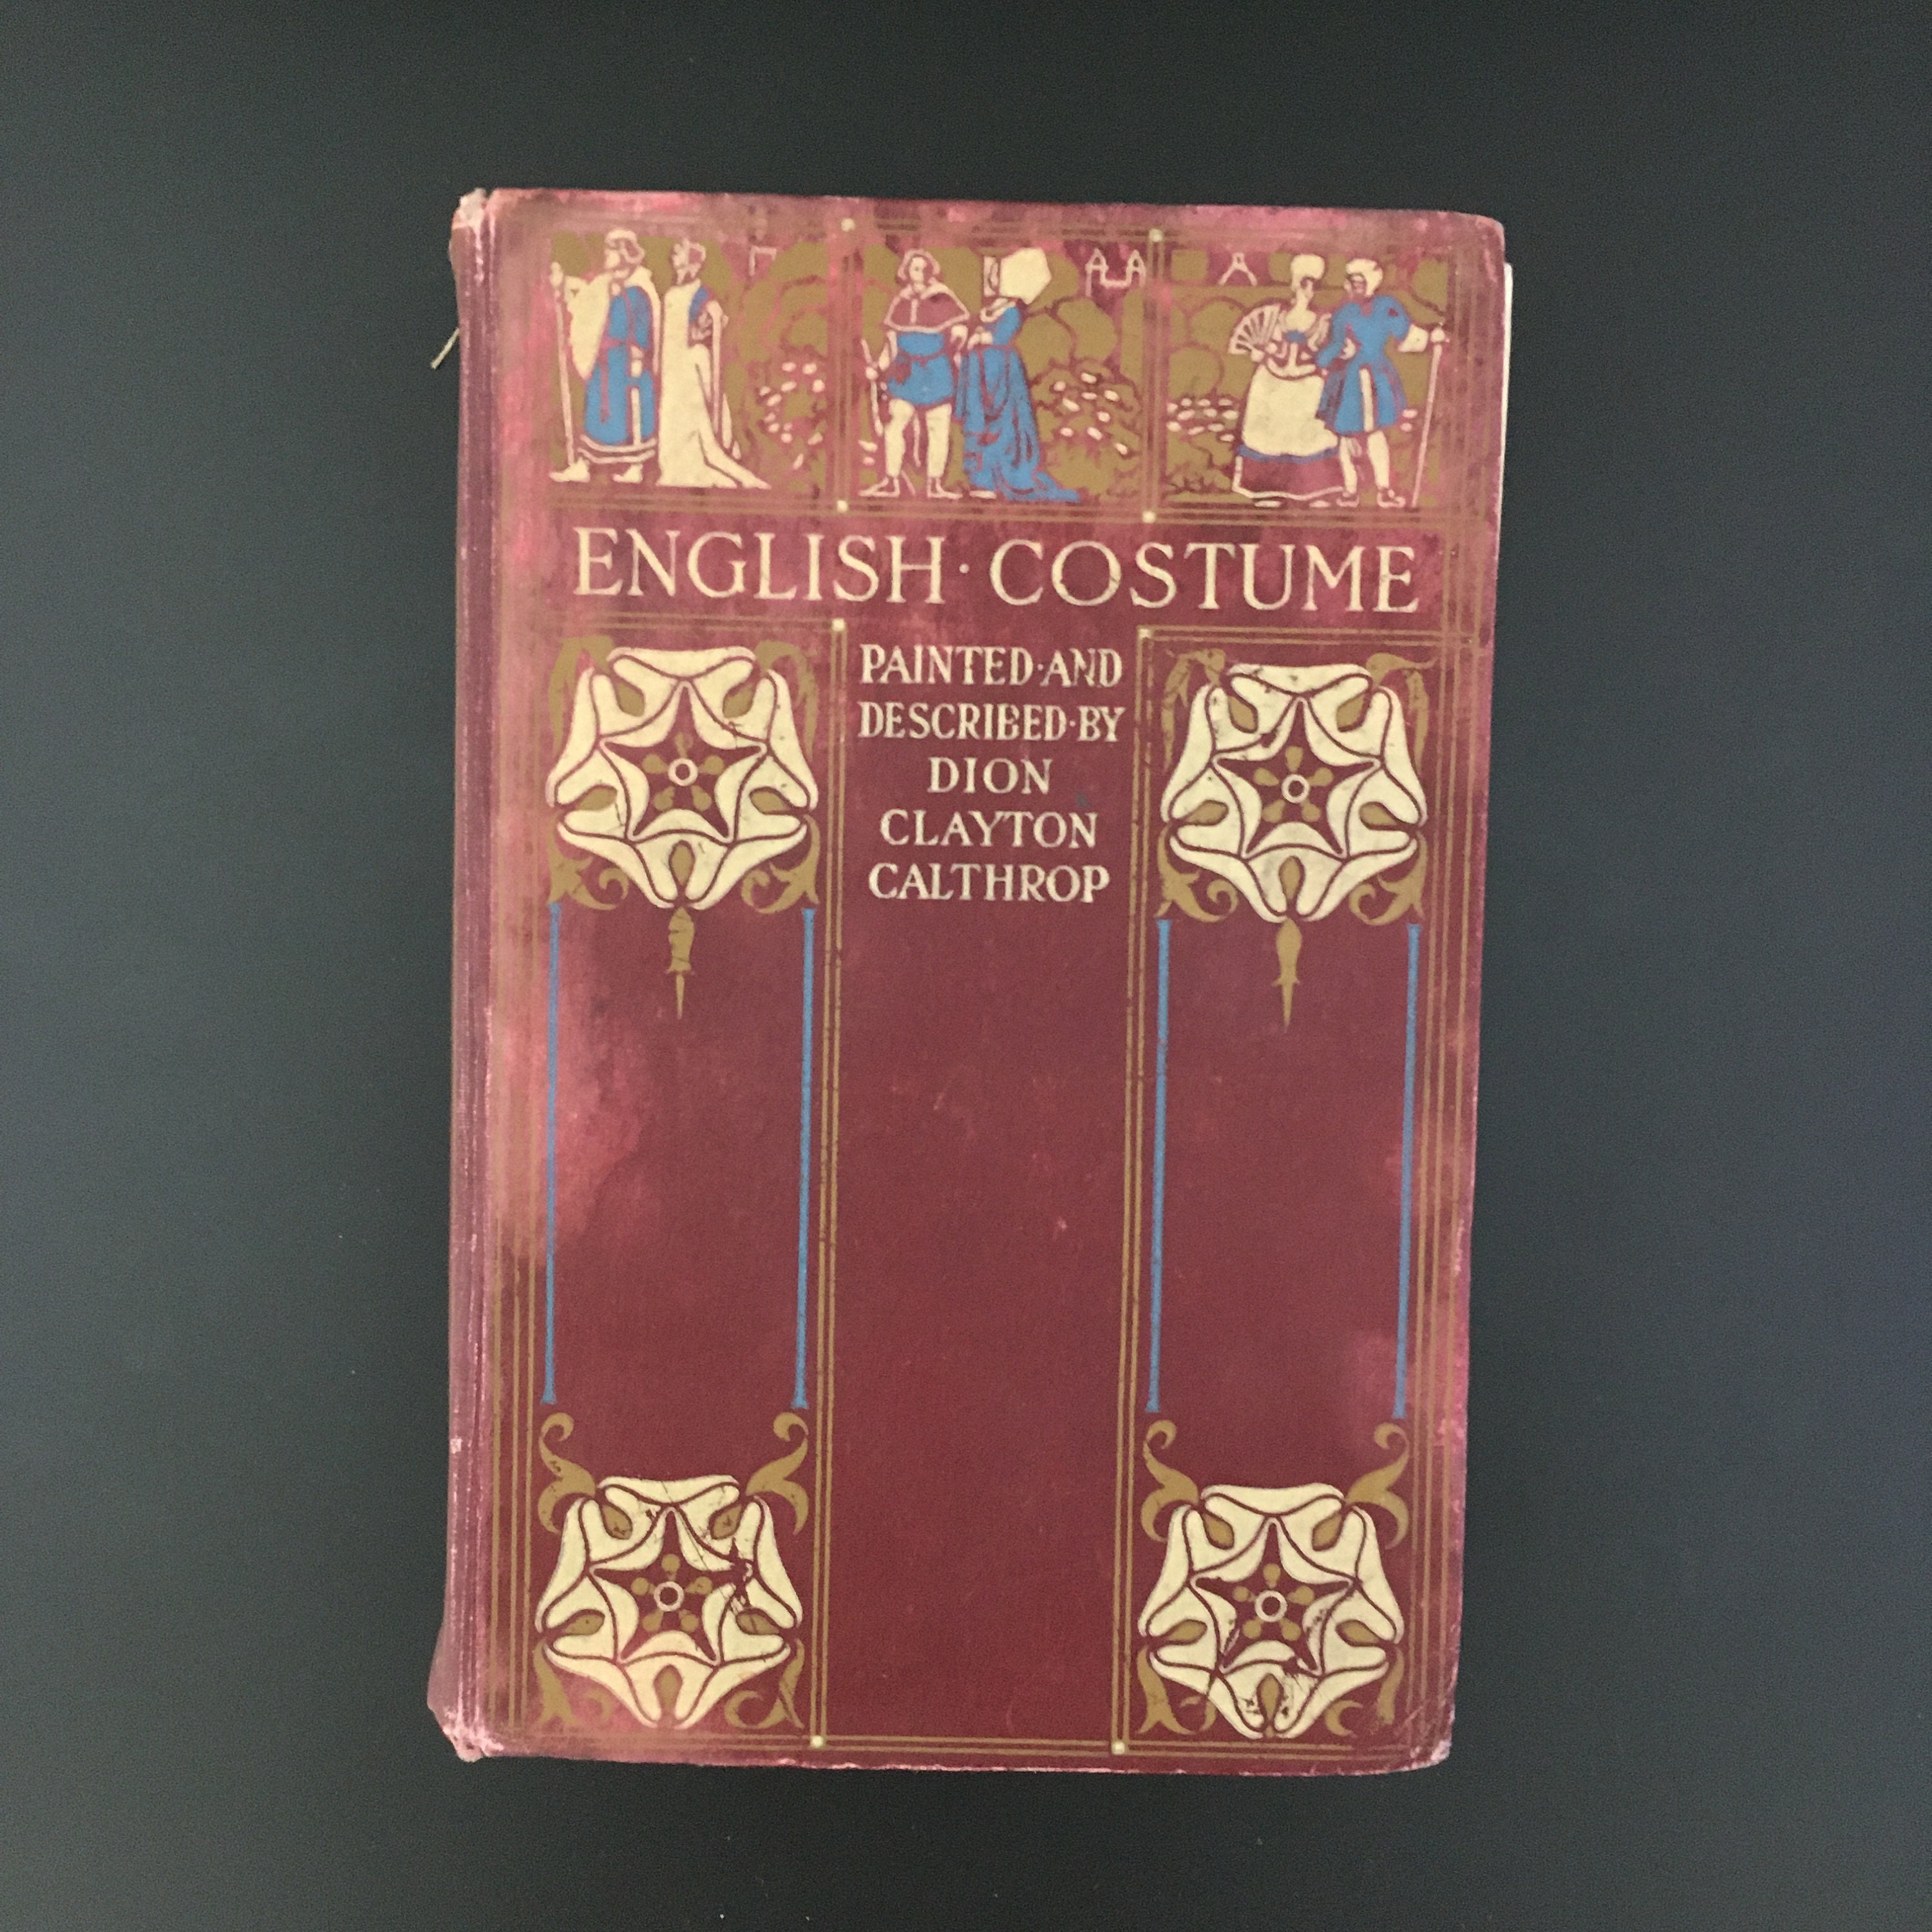 ENGLISH · COSTUME
PAINTED · AND
DESCRIBED · BY
DION
CLAYTON
CALTHROP